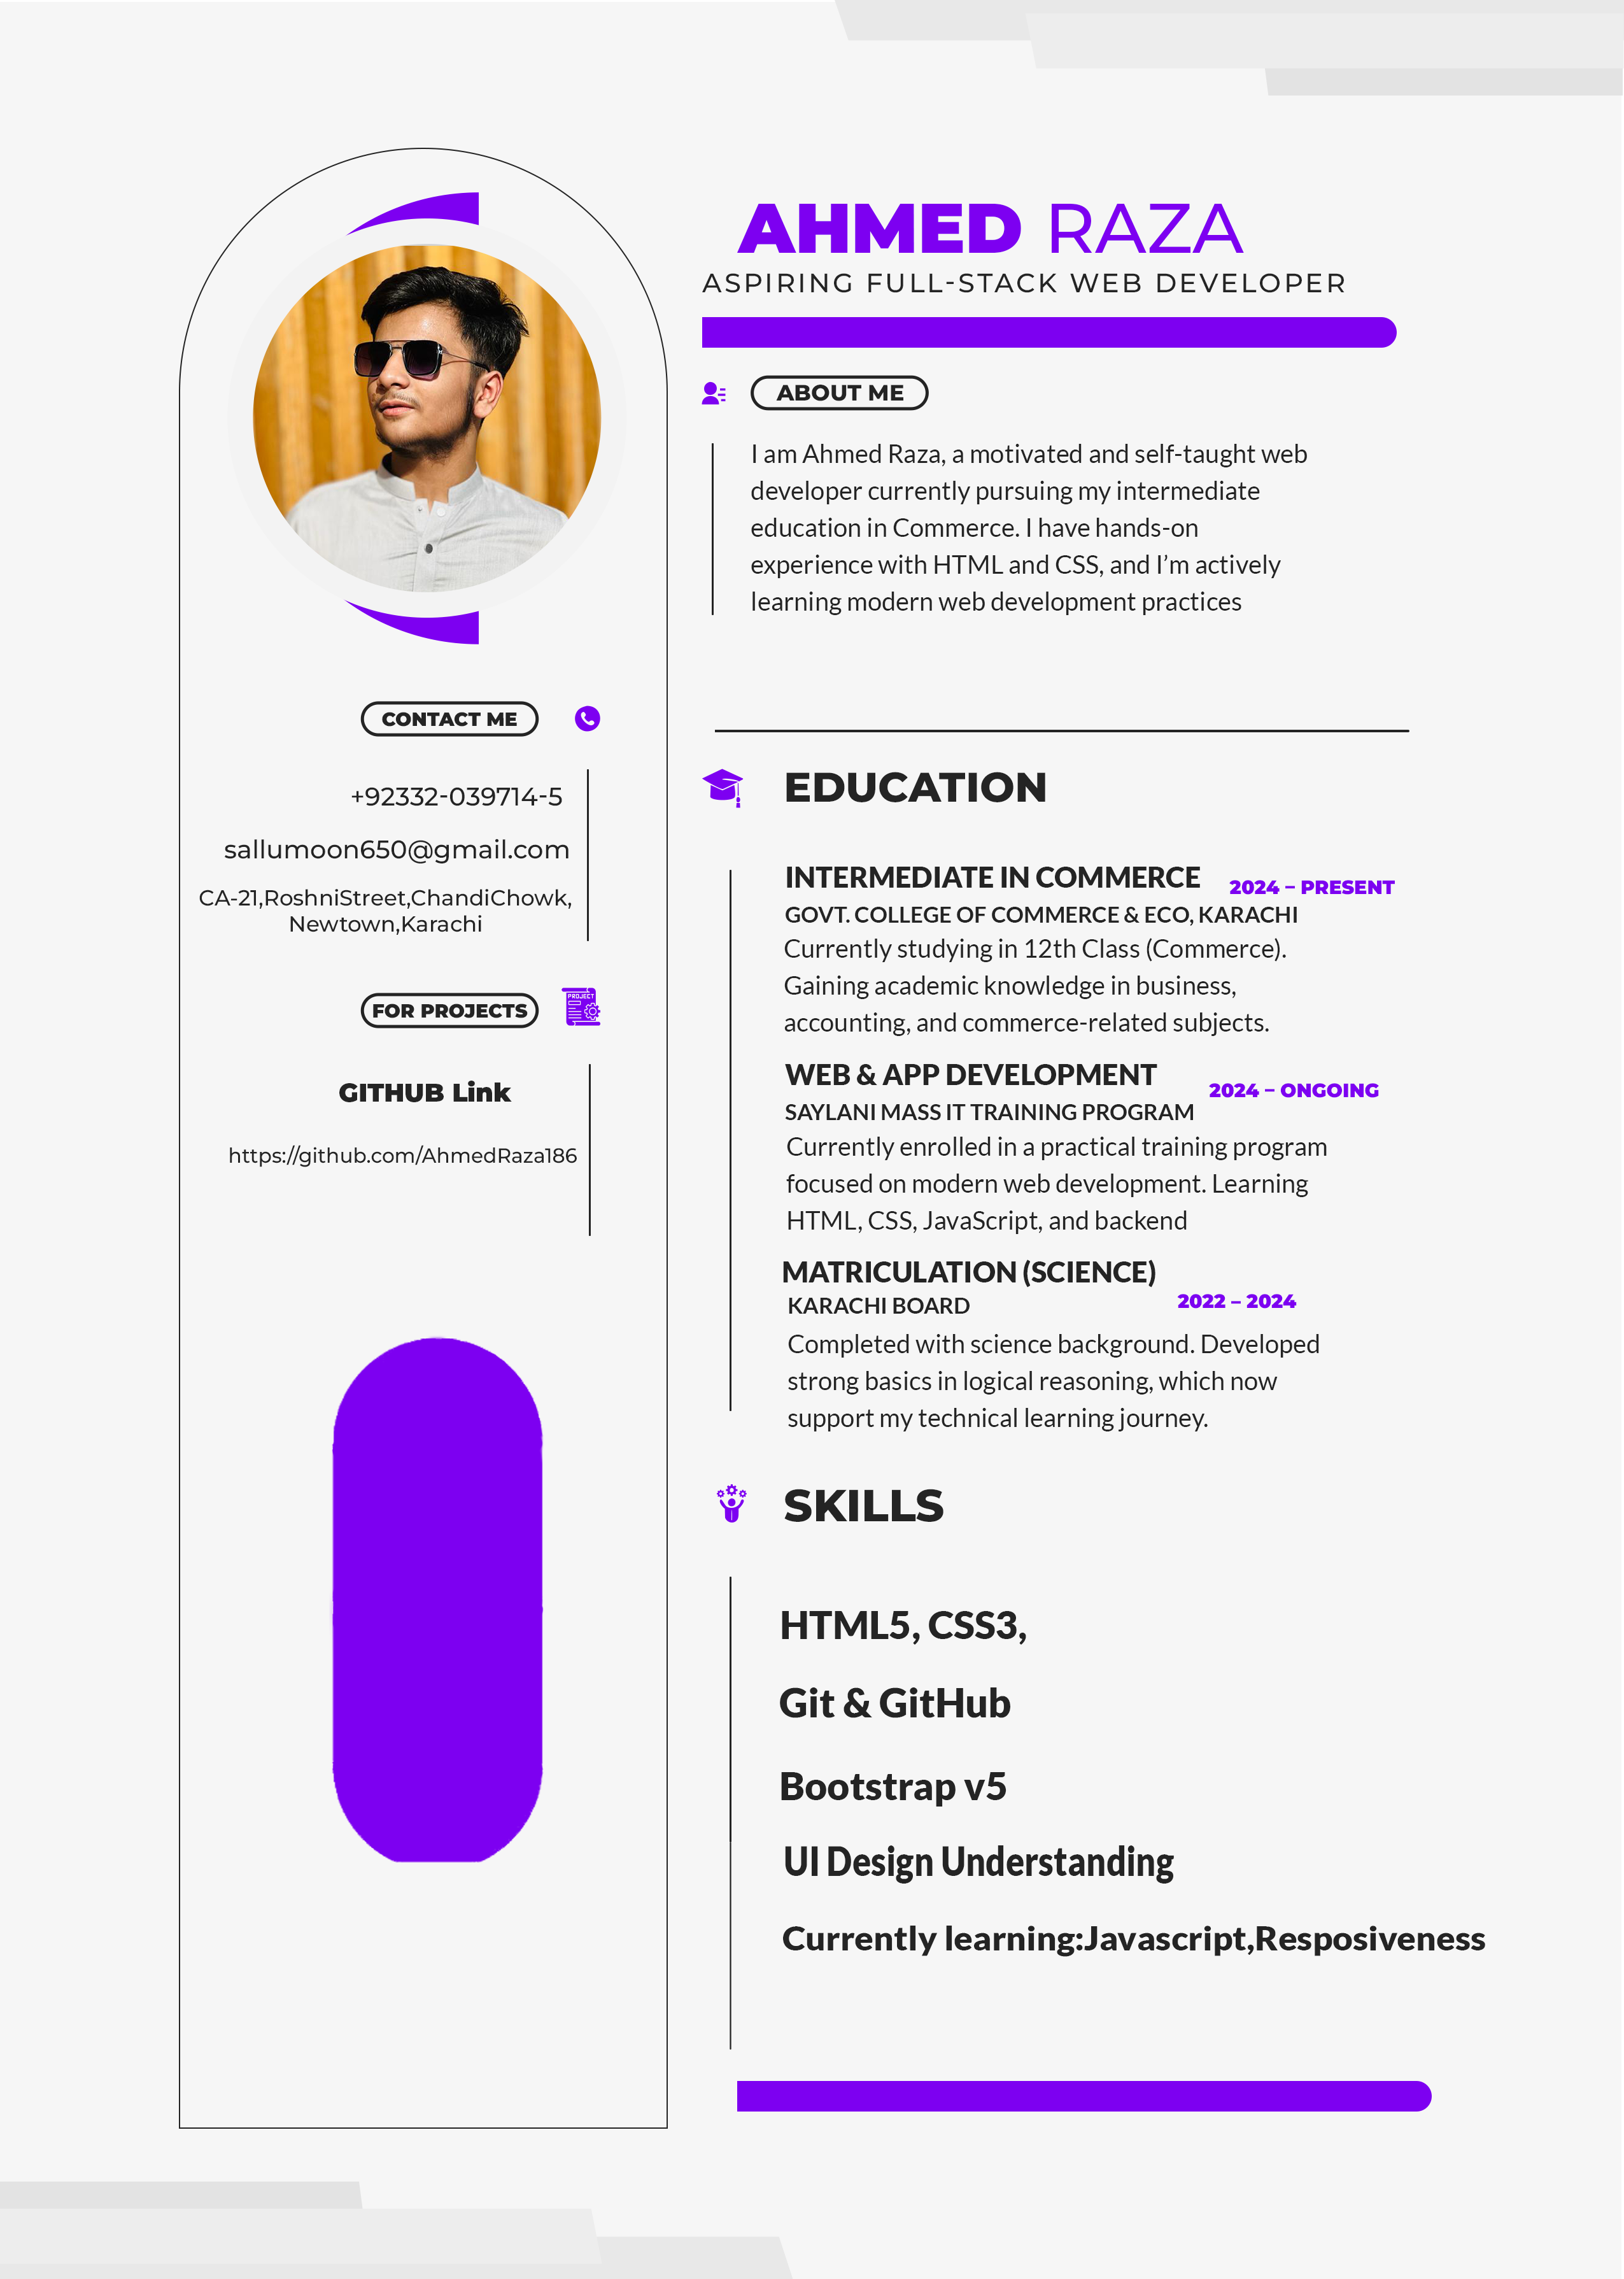 AHMED RAZA
ASPIRING FULL-STACK WEB DEVELOPER
ABOUT ME
I am Ahmed Raza, a motivated and self-taught web
developer currently pursuing my intermediate
education in Commerce. I have hands-on
experience with HTML and CSS, and I’m actively
learning modern web development practices
CONTACT ME
+92332-039714-5
sallumoon650@gmail.com
CA-21,RoshniStreet,ChandiChowk,
Newtown,Karachi
FOR PROJECTS
PROJECT
GITHUB Link
https://github.com/AhmedRaza186
EDUCATION
INTERMEDIATE IN COMMERCE
2024 – PRESENT
GOVT. COLLEGE OF COMMERCE & ECO, KARACHI
Currently studying in 12th Class (Commerce).
Gaining academic knowledge in business,
accounting, and commerce-related subjects.
WEB & APP DEVELOPMENT
2024 – ONGOING
SAYLANI MASS IT TRAINING PROGRAM
Currently enrolled in a practical training program
focused on modern web development. Learning
HTML, CSS, JavaScript, and backend
MATRICULATION (SCIENCE)
2022 – 2024
KARACHI BOARD
Completed with science background. Developed
strong basics in logical reasoning, which now
support my technical learning journey.
SKILLS
HTML5, CSS3,
Git & GitHub
Bootstrap v5
UI Design Understanding
Currently learning:Javascript,Resposiveness